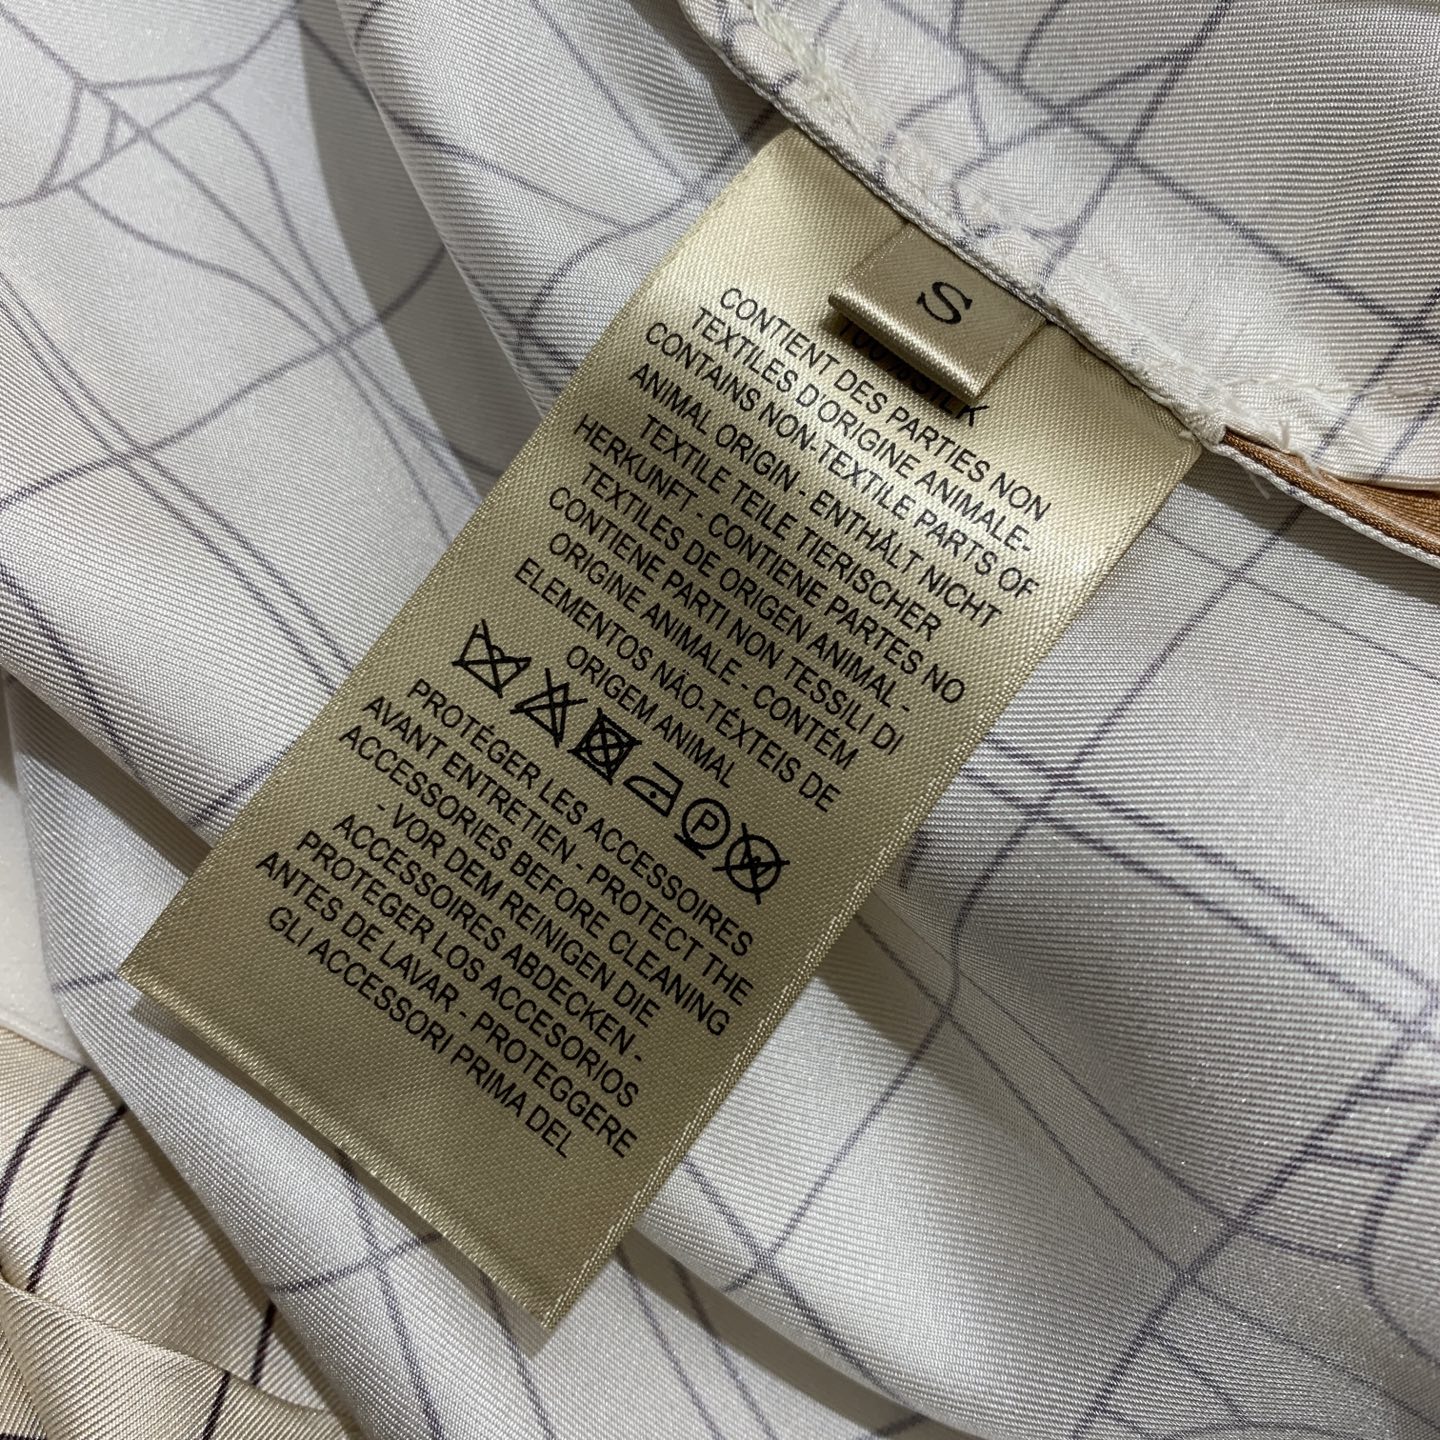 S
100% SILK
CONTIENT DES PARTIES NON
TEXTILES D'ORIGINE ANIMALE-
CONTAINS NON-TEXTILE PARTS OF
ANIMAL ORIGIN - ENTHÄLT NICHT
TEXTILE TEILE TIERISCHER
HERKUNFT - CONTIENE PARTES NO
TEXTILES DE ORIGEN ANIMAL -
CONTIENE PARTI NON TESSILI DI
ORIGINE ANIMALE - CONTÉM
ELEMENTOS NÃO-TÉXTEIS DE
ORIGEM ANIMAL
P
W
PROTÉGER LES ACCESSOIRES
AVANT ENTRETIEN - PROTECT THE
ACCESSORIES BEFORE CLEANING
- VOR DEM REINIGEN DIE
ACCESSOIRES ABDECKEN -
PROTEGER LOS ACCESORIOS
ANTES DE LAVAR - PROTEGGERE
GLI ACCESSORI PRIMA DEL